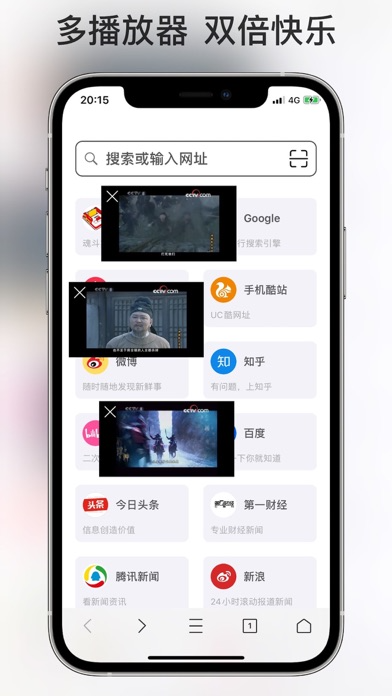 多播放器 双倍快乐
20:15
4G
搜索或输入网址
CCTV.com
魂斗
Google
行搜索引擎
CCTV.com
手机酷站
UC酷网址
微博
随时随地发现新鲜事
知
知乎
有问题、上知乎
CCTV.com
二次
百度
一下你就知道
头条
今日头条
信息创造价值
第一财经
专业财经新闻
腾讯新闻
看新闻资讯
新浪
24小时滚动报道新闻
1